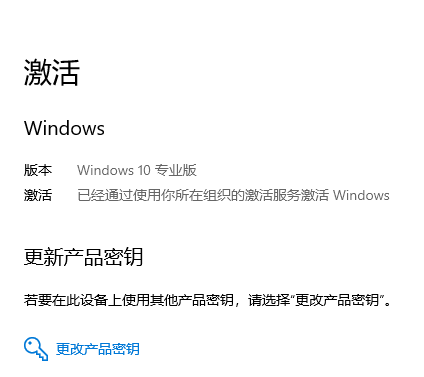 激活
Windows
版本 Windows 10 专业版
激活 已经通过使用你所在组织的激活服务激活 Windows
更新产品密钥
若要在此设备上使用其他产品密钥，请选择"更改产品密钥"。
更改产品密钥